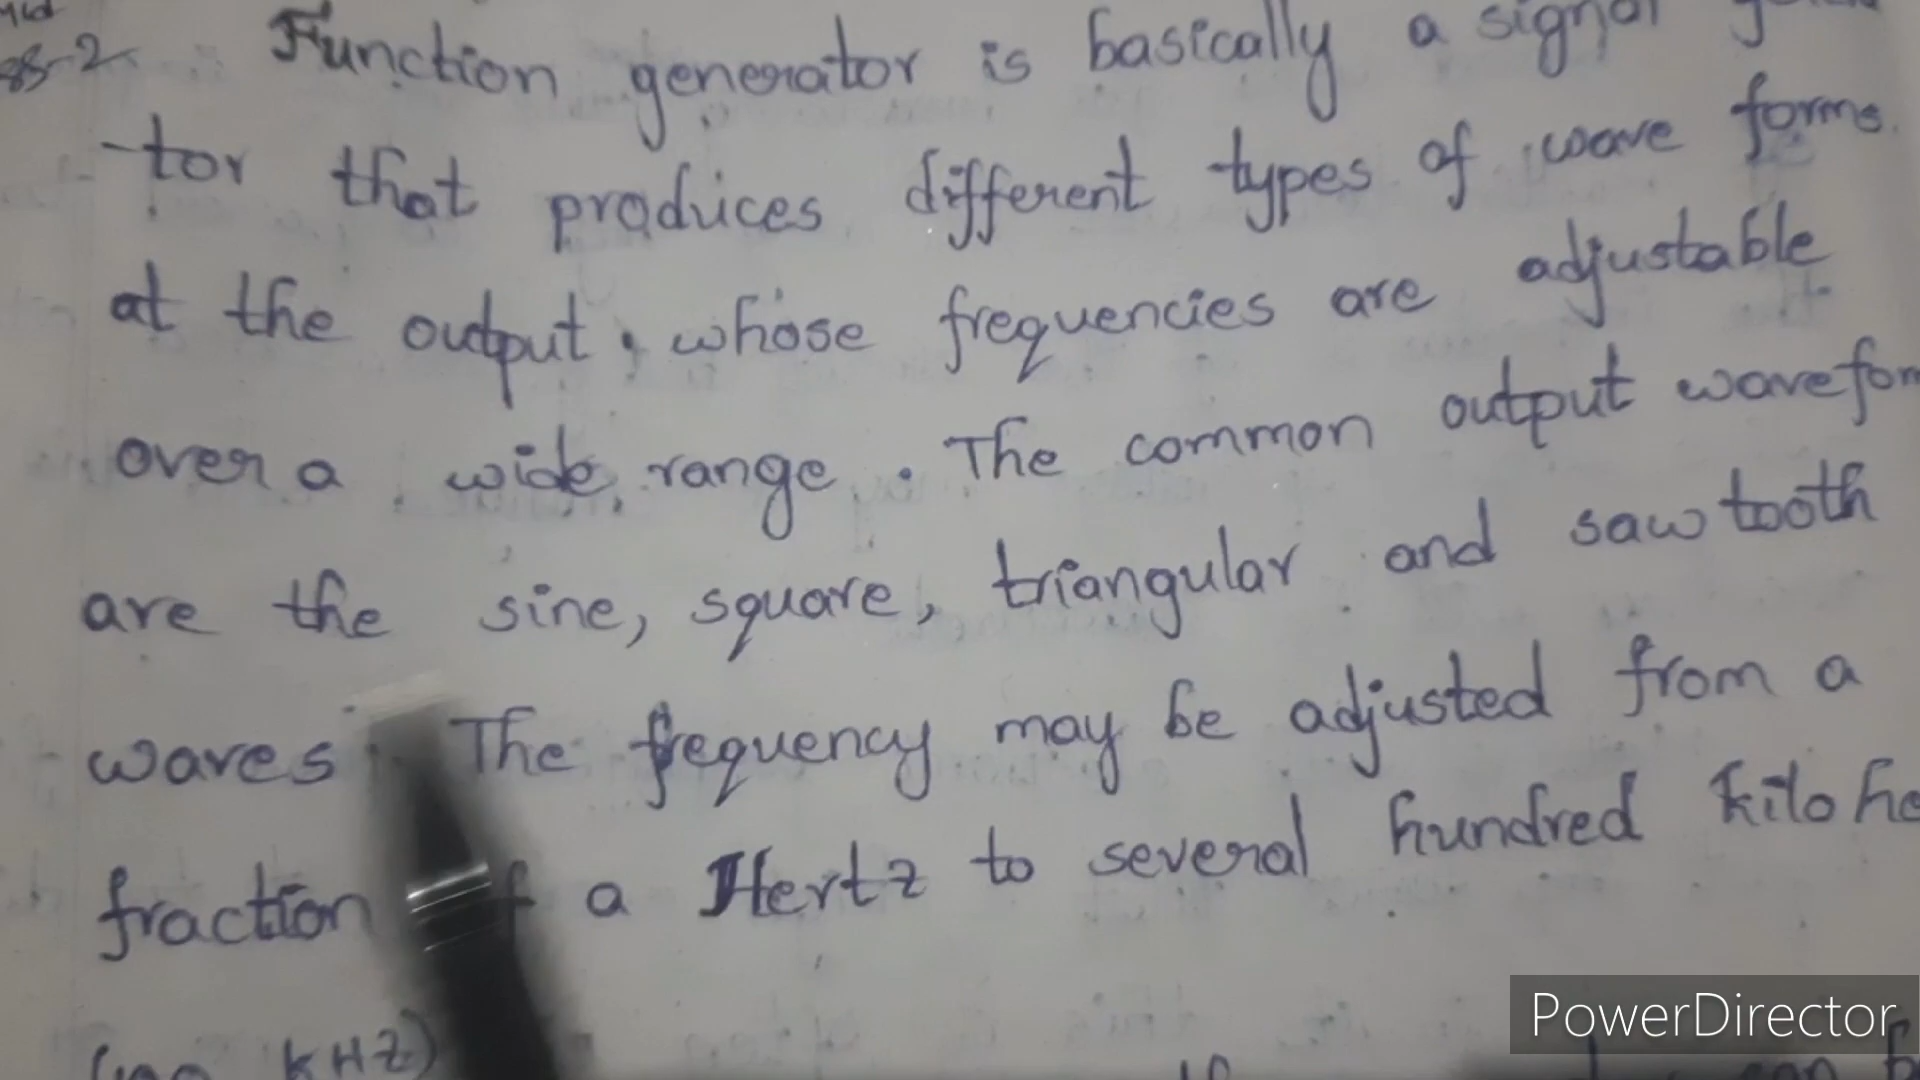 88-2 Function generator is basically a signal
-tor that produces different types of wave forms.
at the output, whose frequencies are adjustable
over a wide range. The common output wavefor
are the sine, square, triangular and saw tooth
waves. The frequency may be adjusted from a
fraction a Hertz to several hundred kilo he
kHZ)
PowerDirector